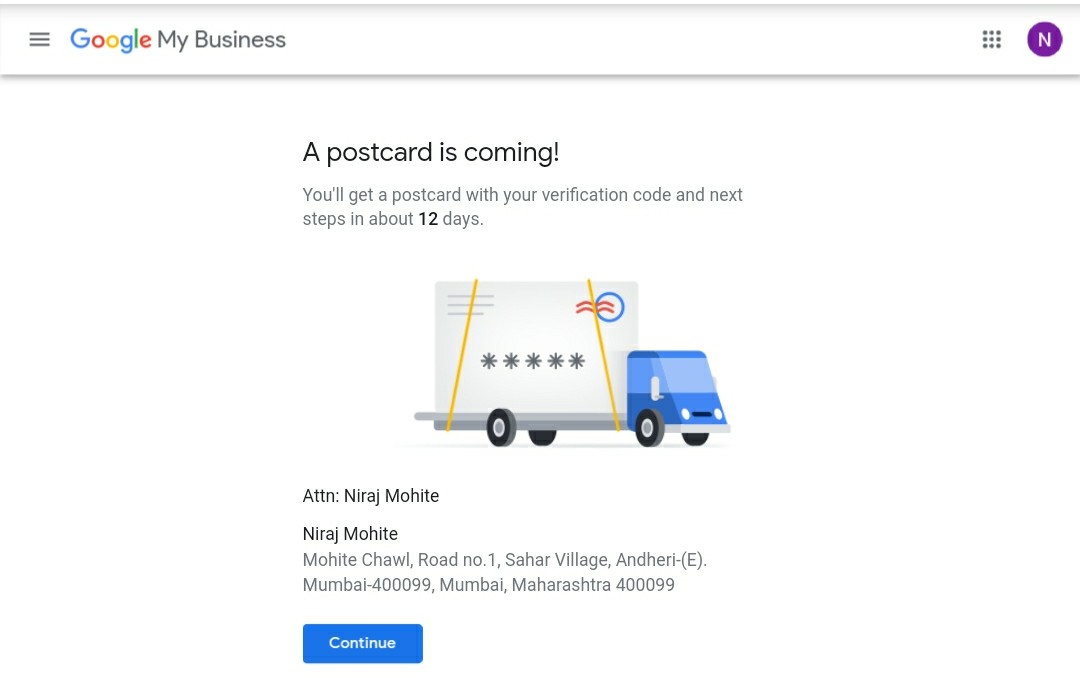 Google My Business
N
A postcard is coming!
You'll get a postcard with your verification code and next
steps in about 12 days.
*****
Attn: Niraj Mohite
Niraj Mohite
Mohite Chawl, Road no.1, Sahar Village, Andheri-(E).
Mumbai-400099, Mumbai, Maharashtra 400099
Continue